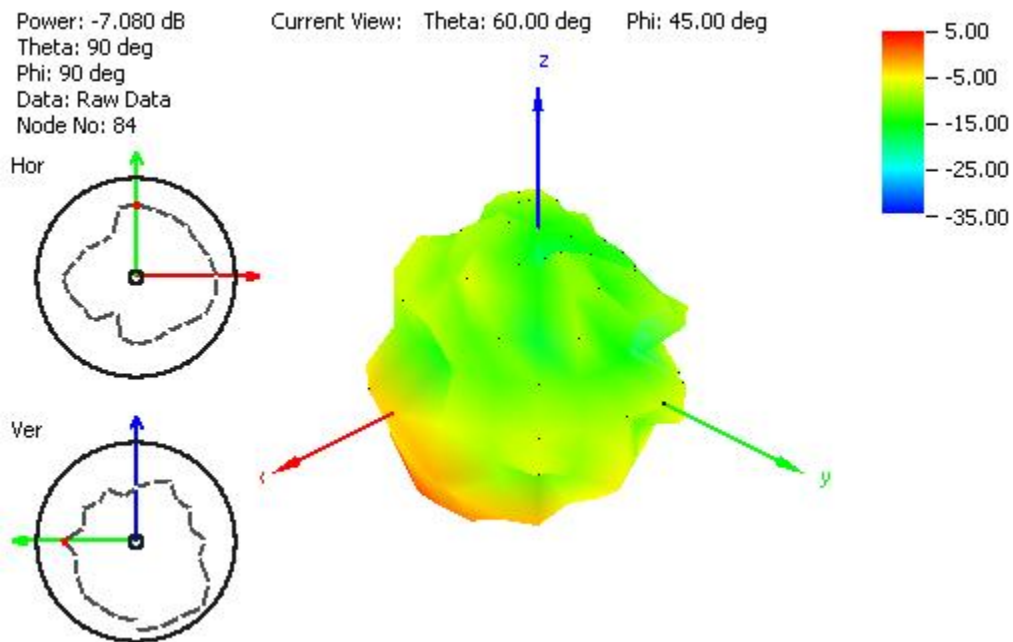 Power: -7.080 dB
Theta: 90 deg
Phi: 90 deg
Data: Raw Data
Node No: 84
Current View: Theta: 60.00 deg Phi: 45.00 deg
5.00
-5.00
-15.00
-25.00
-35.00
Hor
Ver
z
x
y